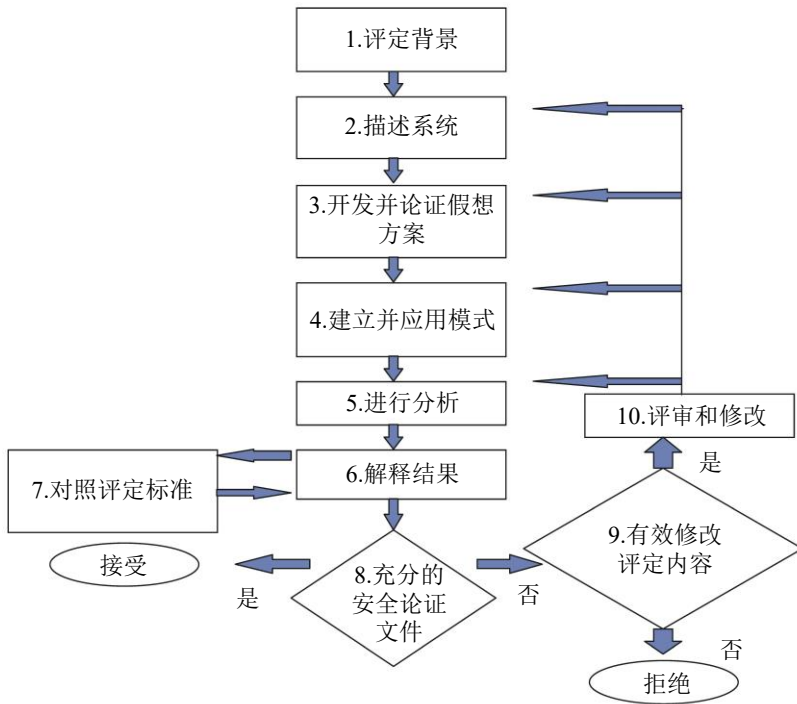 1.评定背景
2.描述系统
3.开发并论证假想
方案
4.建立并应用模式
5.进行分析
10.评审和修改
6.解释结果
是
7.对照评定标准
9.有效修改
评定内容
接受
8.充分的
安全论证
文件
是
否
否
拒绝